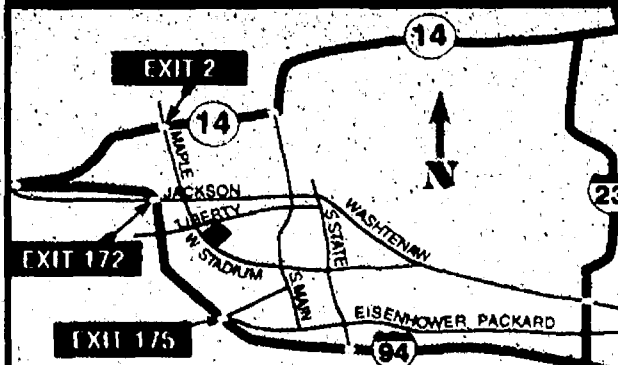 14
EXIT 2
14
MAPLE
N
23
JACKSON
LIBERTY
WASHTENAW
S STATE
EXIT 172
W STADIUM
S MAIN
EISENHOWER PACKARD
EXIT 175
94